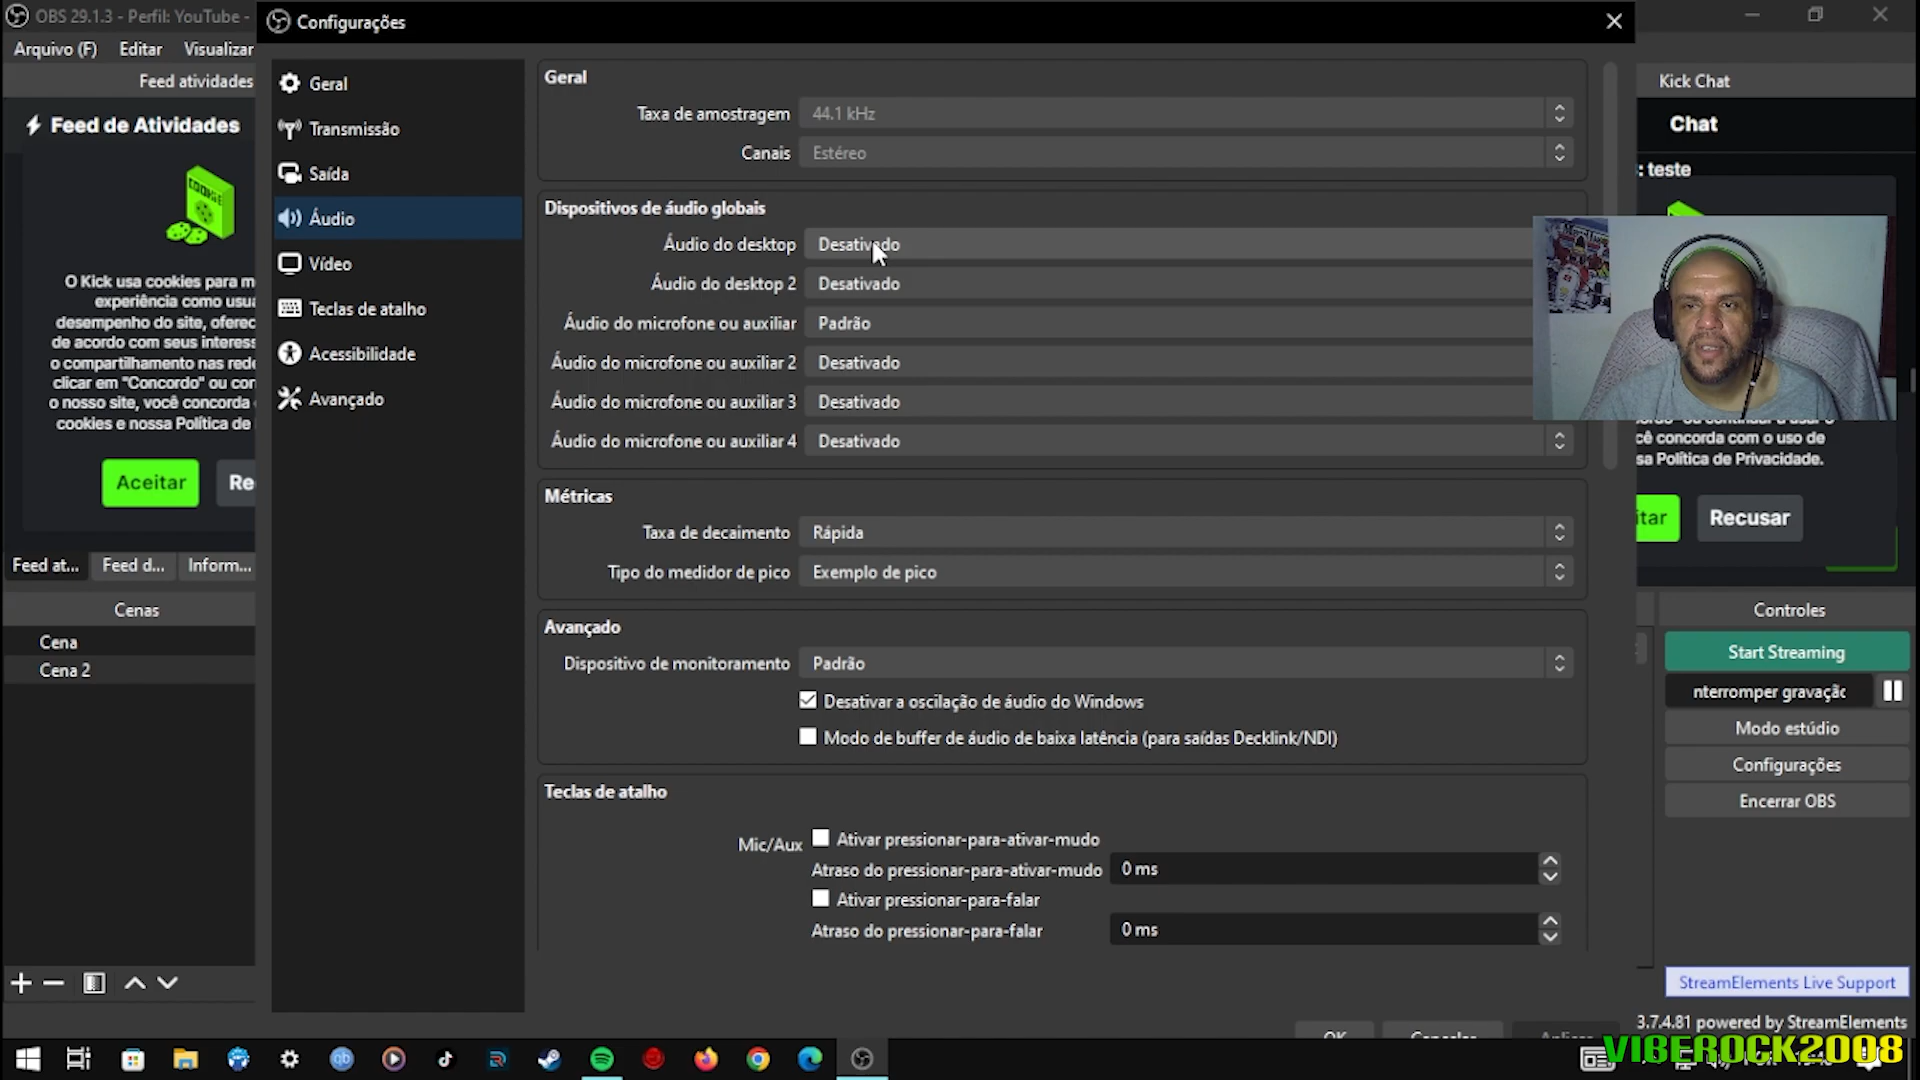 OBS 29.1.3 - Perfil: YouTube -
Configurações
Arquivo (F) Editar Visualizar
Feed atividades
Feed de Atividades
COOKIE
O Kick usa cookies para
experiência como
desempenho do site,
de acordo com seus
o compartilhamento nas
clicar em "Concordo" ou
o nosso site, você concorda
cookies e nossa Política de
Aceitar
Feed at... Feed d... Inform...
Cenas
Cena
Cena 2
Geral
Transmissão
Saída
Áudio
Vídeo
Teclas de atalho
Acessibilidade
Avançado
Geral
Taxa de amostragem 44.1 kHz
Canais Estéreo
Dispositivos de áudio globais
Áudio do desktop Desativado
Áudio do desktop 2 Desativado
Áudio do microfone ou auxiliar Padrão
Áudio do microfone ou auxiliar 2 Desativado
Áudio do microfone ou auxiliar 3 Desativado
Áudio do microfone ou auxiliar 4 Desativado
Métricas
Taxa de decaimento Rápida
Tipo do medidor de pico Exemplo de pico
Avançado
Dispositivo de monitoramento Padrão
Desativar a oscilação de áudio do Windows
Modo de buffer de áudio de baixa latência (para saídas Decklink/NDI)
Teclas de atalho
Mic/Aux Ativar pressionar-para-ativar-mudo
Atraso do pressionar-para-ativar-mudo 0 ms
Ativar pressionar-para-falar
Atraso do pressionar-para-falar 0 ms
OK Cancelar Aplicar
Kick Chat
Chat
: teste
cê concorda com o uso de
sa Política de Privacidade.
itar Recusar
Controles
Start Streaming
nterromper gravação
Modo estúdio
Configurações
Encerrar OBS
StreamElements Live Support
3.7.4.81 powered by StreamElements
VIBEROCK2008